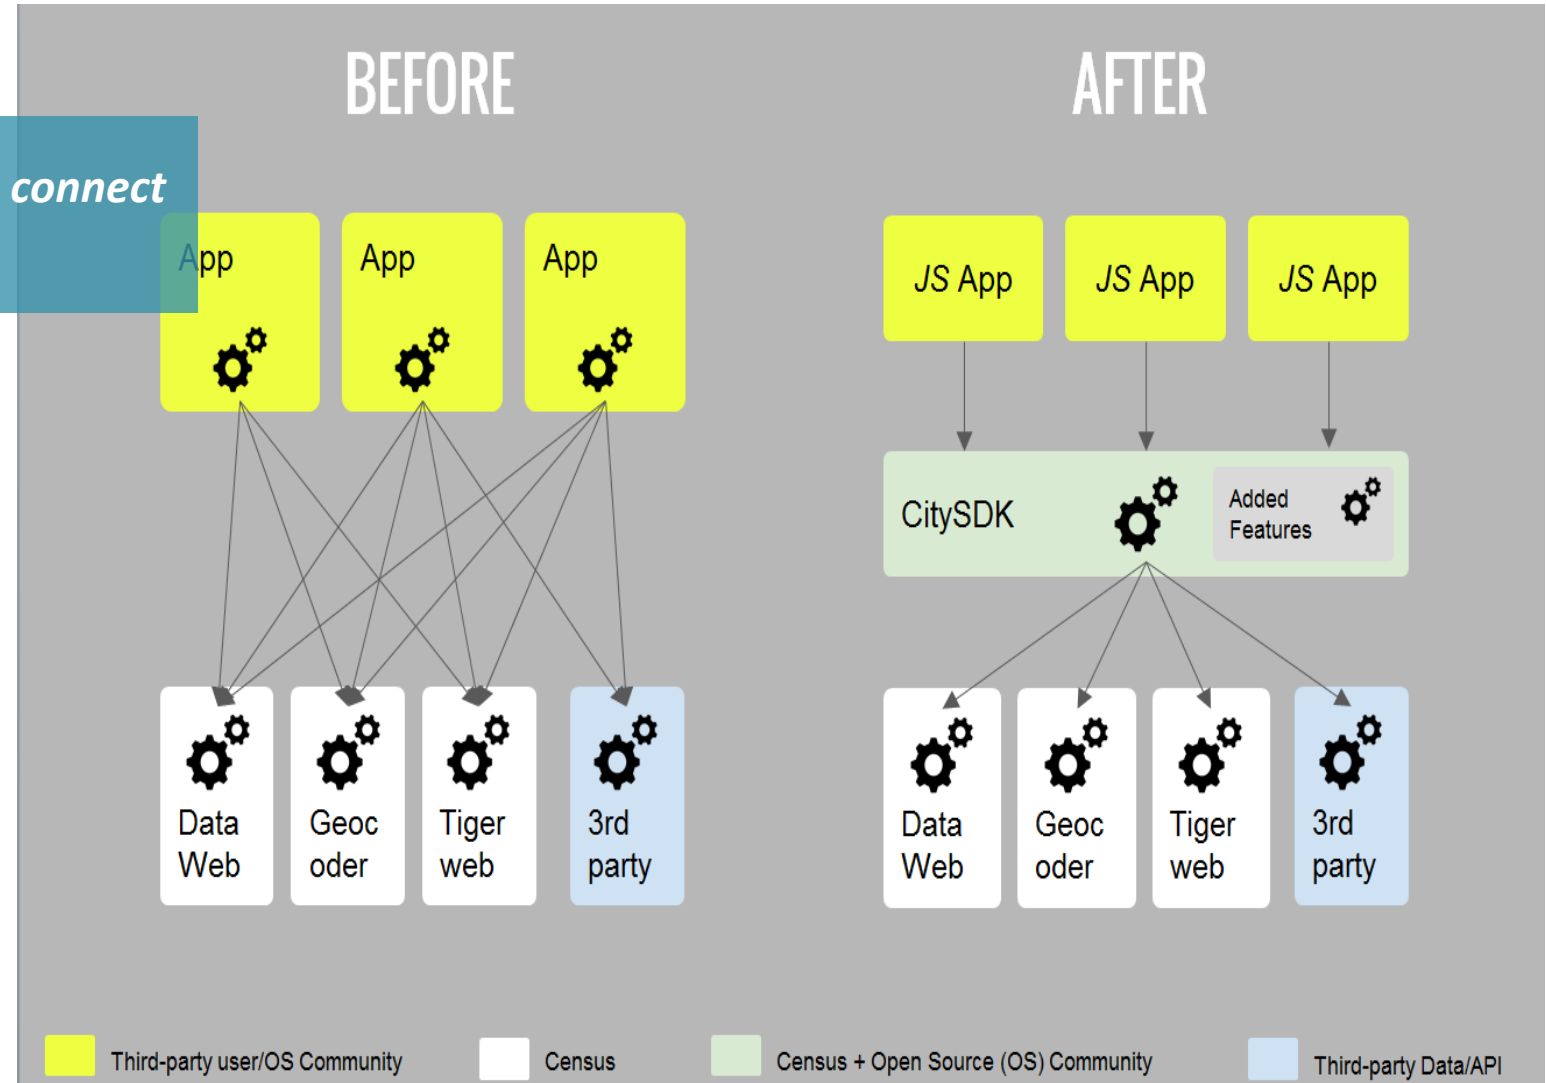 BEFORE
AFTER
connect
App
App
App
JS App
JS App
JS App
CitySDK
Added
Features
Data
Web
Geoc
oder
Tiger
web
3rd
party
Data
Web
Geoc
oder
Tiger
web
3rd
party
Third-party user/OS Community
Census
Census + Open Source (OS) Community
Third-party Data/API